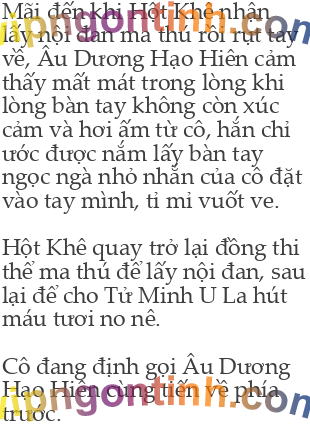 Mãi đến khi Hột Khê nhận
lấy nội đan ma thú rồi rụt tay
về, Âu Dương Hạo Hiên cảm
thấy mất mát trong lòng khi
lòng bàn tay không còn xúc
cảm và hơi ấm từ cô, hắn chỉ
ước được nắm lấy bàn tay
ngọc ngà nhỏ nhắn của cô đặt
vào tay mình, tỉ mỉ vuốt ve.
Hột Khê quay trở lại đồng thi
thể ma thú để lấy nội đan, sau
lại để cho Tử Minh U La hút
máu tươi no nê.
Cô đang định gọi Âu Dương
Hạo Hiên cùng tiến về phía
trước.
vipngontinh.com